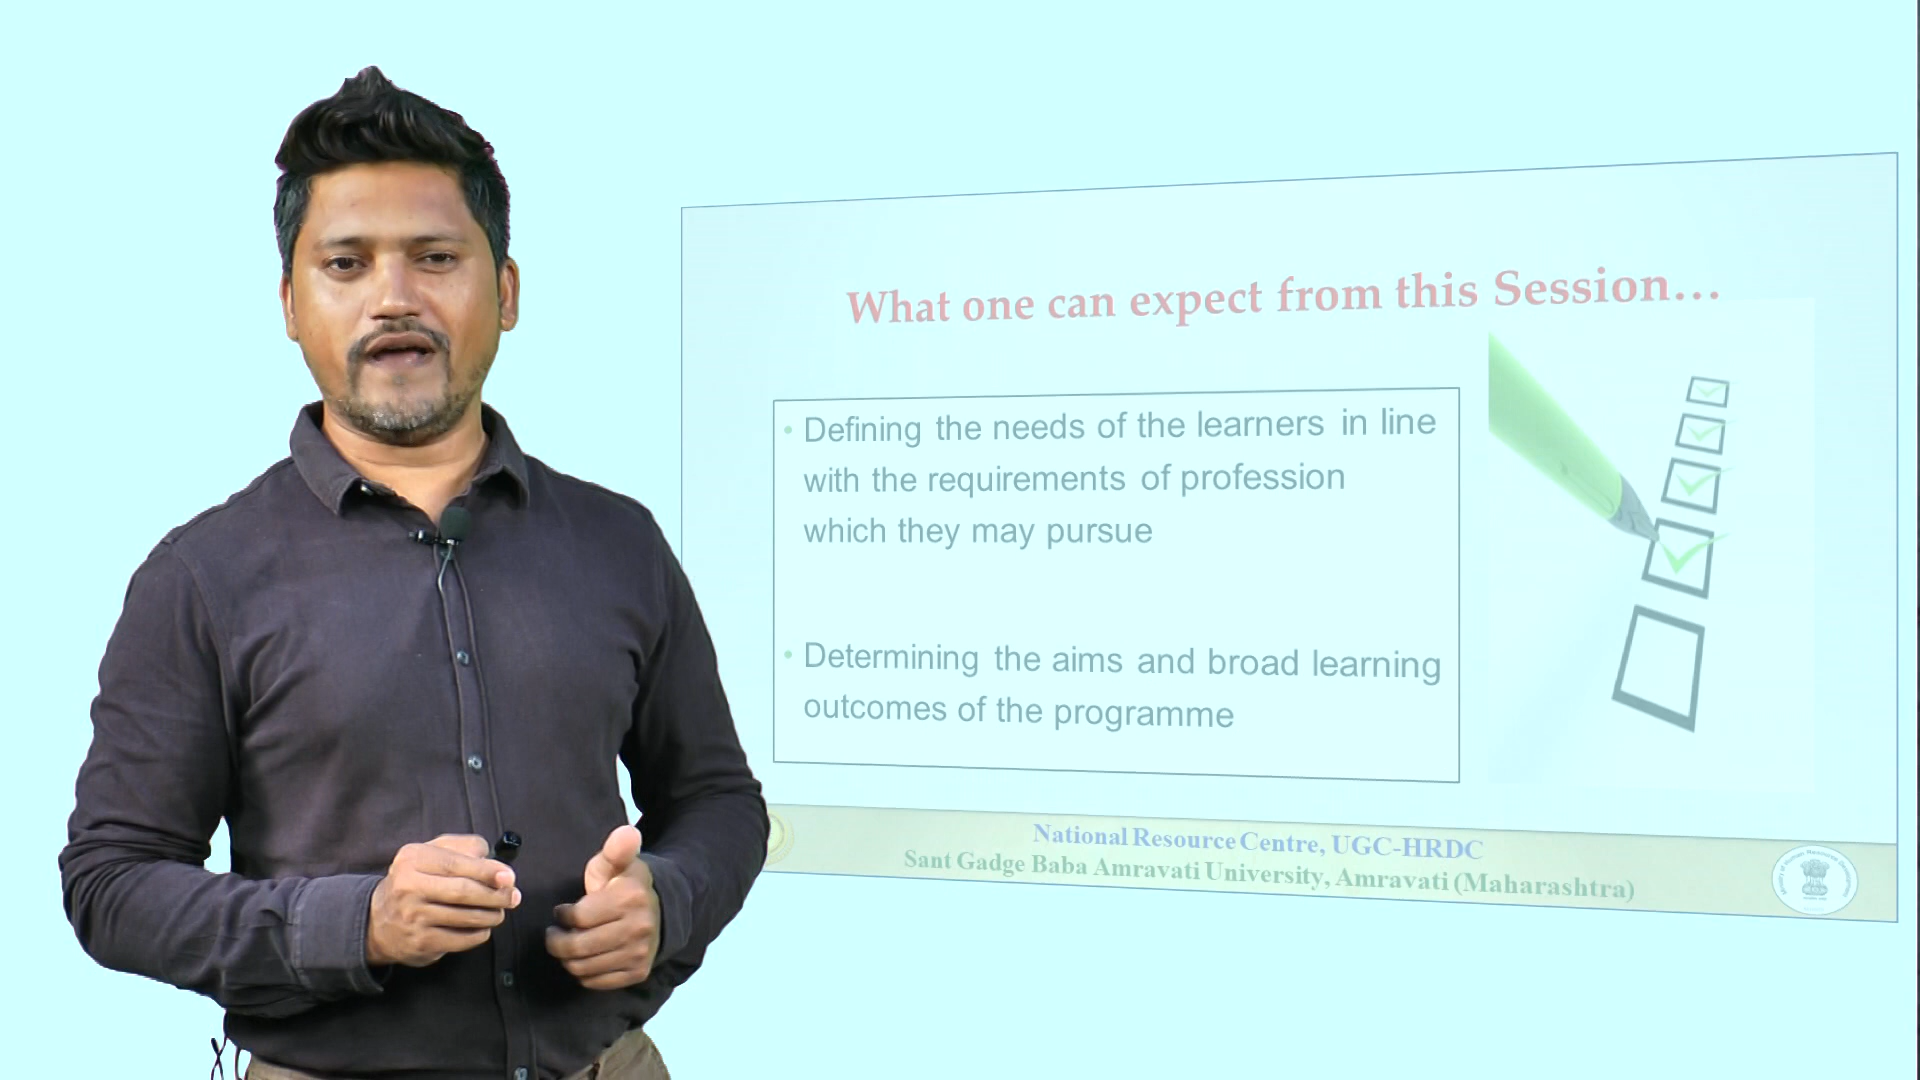 What one can expect from this Session…
• Defining the needs of the learners in line
with the requirements of profession
which they may pursue
• Determining the aims and broad learning
outcomes of the programme
National Resource Centre, UGC-HRDC
Sant Gadge Baba Amravati University, Amravati (Maharashtra)